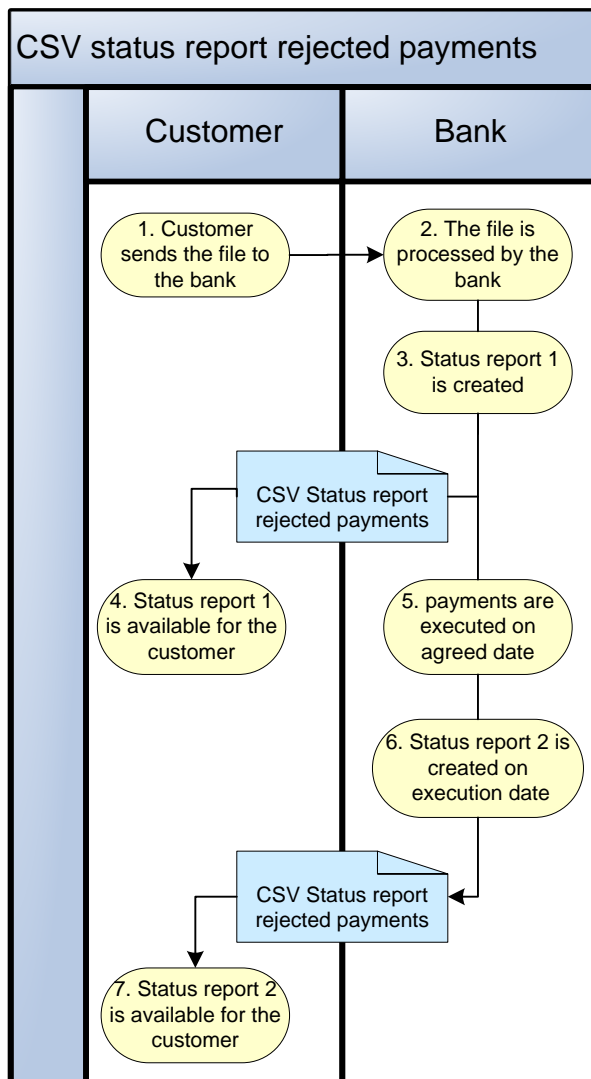 CSV status report rejected payments
Customer
Bank
1. Customer
sends the file to
the bank
2. The file is
processed by the
bank
3. Status report 1
is created
CSV Status report
rejected payments
4. Status report 1
is available for the
customer
5. payments are
executed on
agreed date
6. Status report 2 is
created on
execution date
CSV Status report
rejected payments
7. Status report 2
is available for the
customer